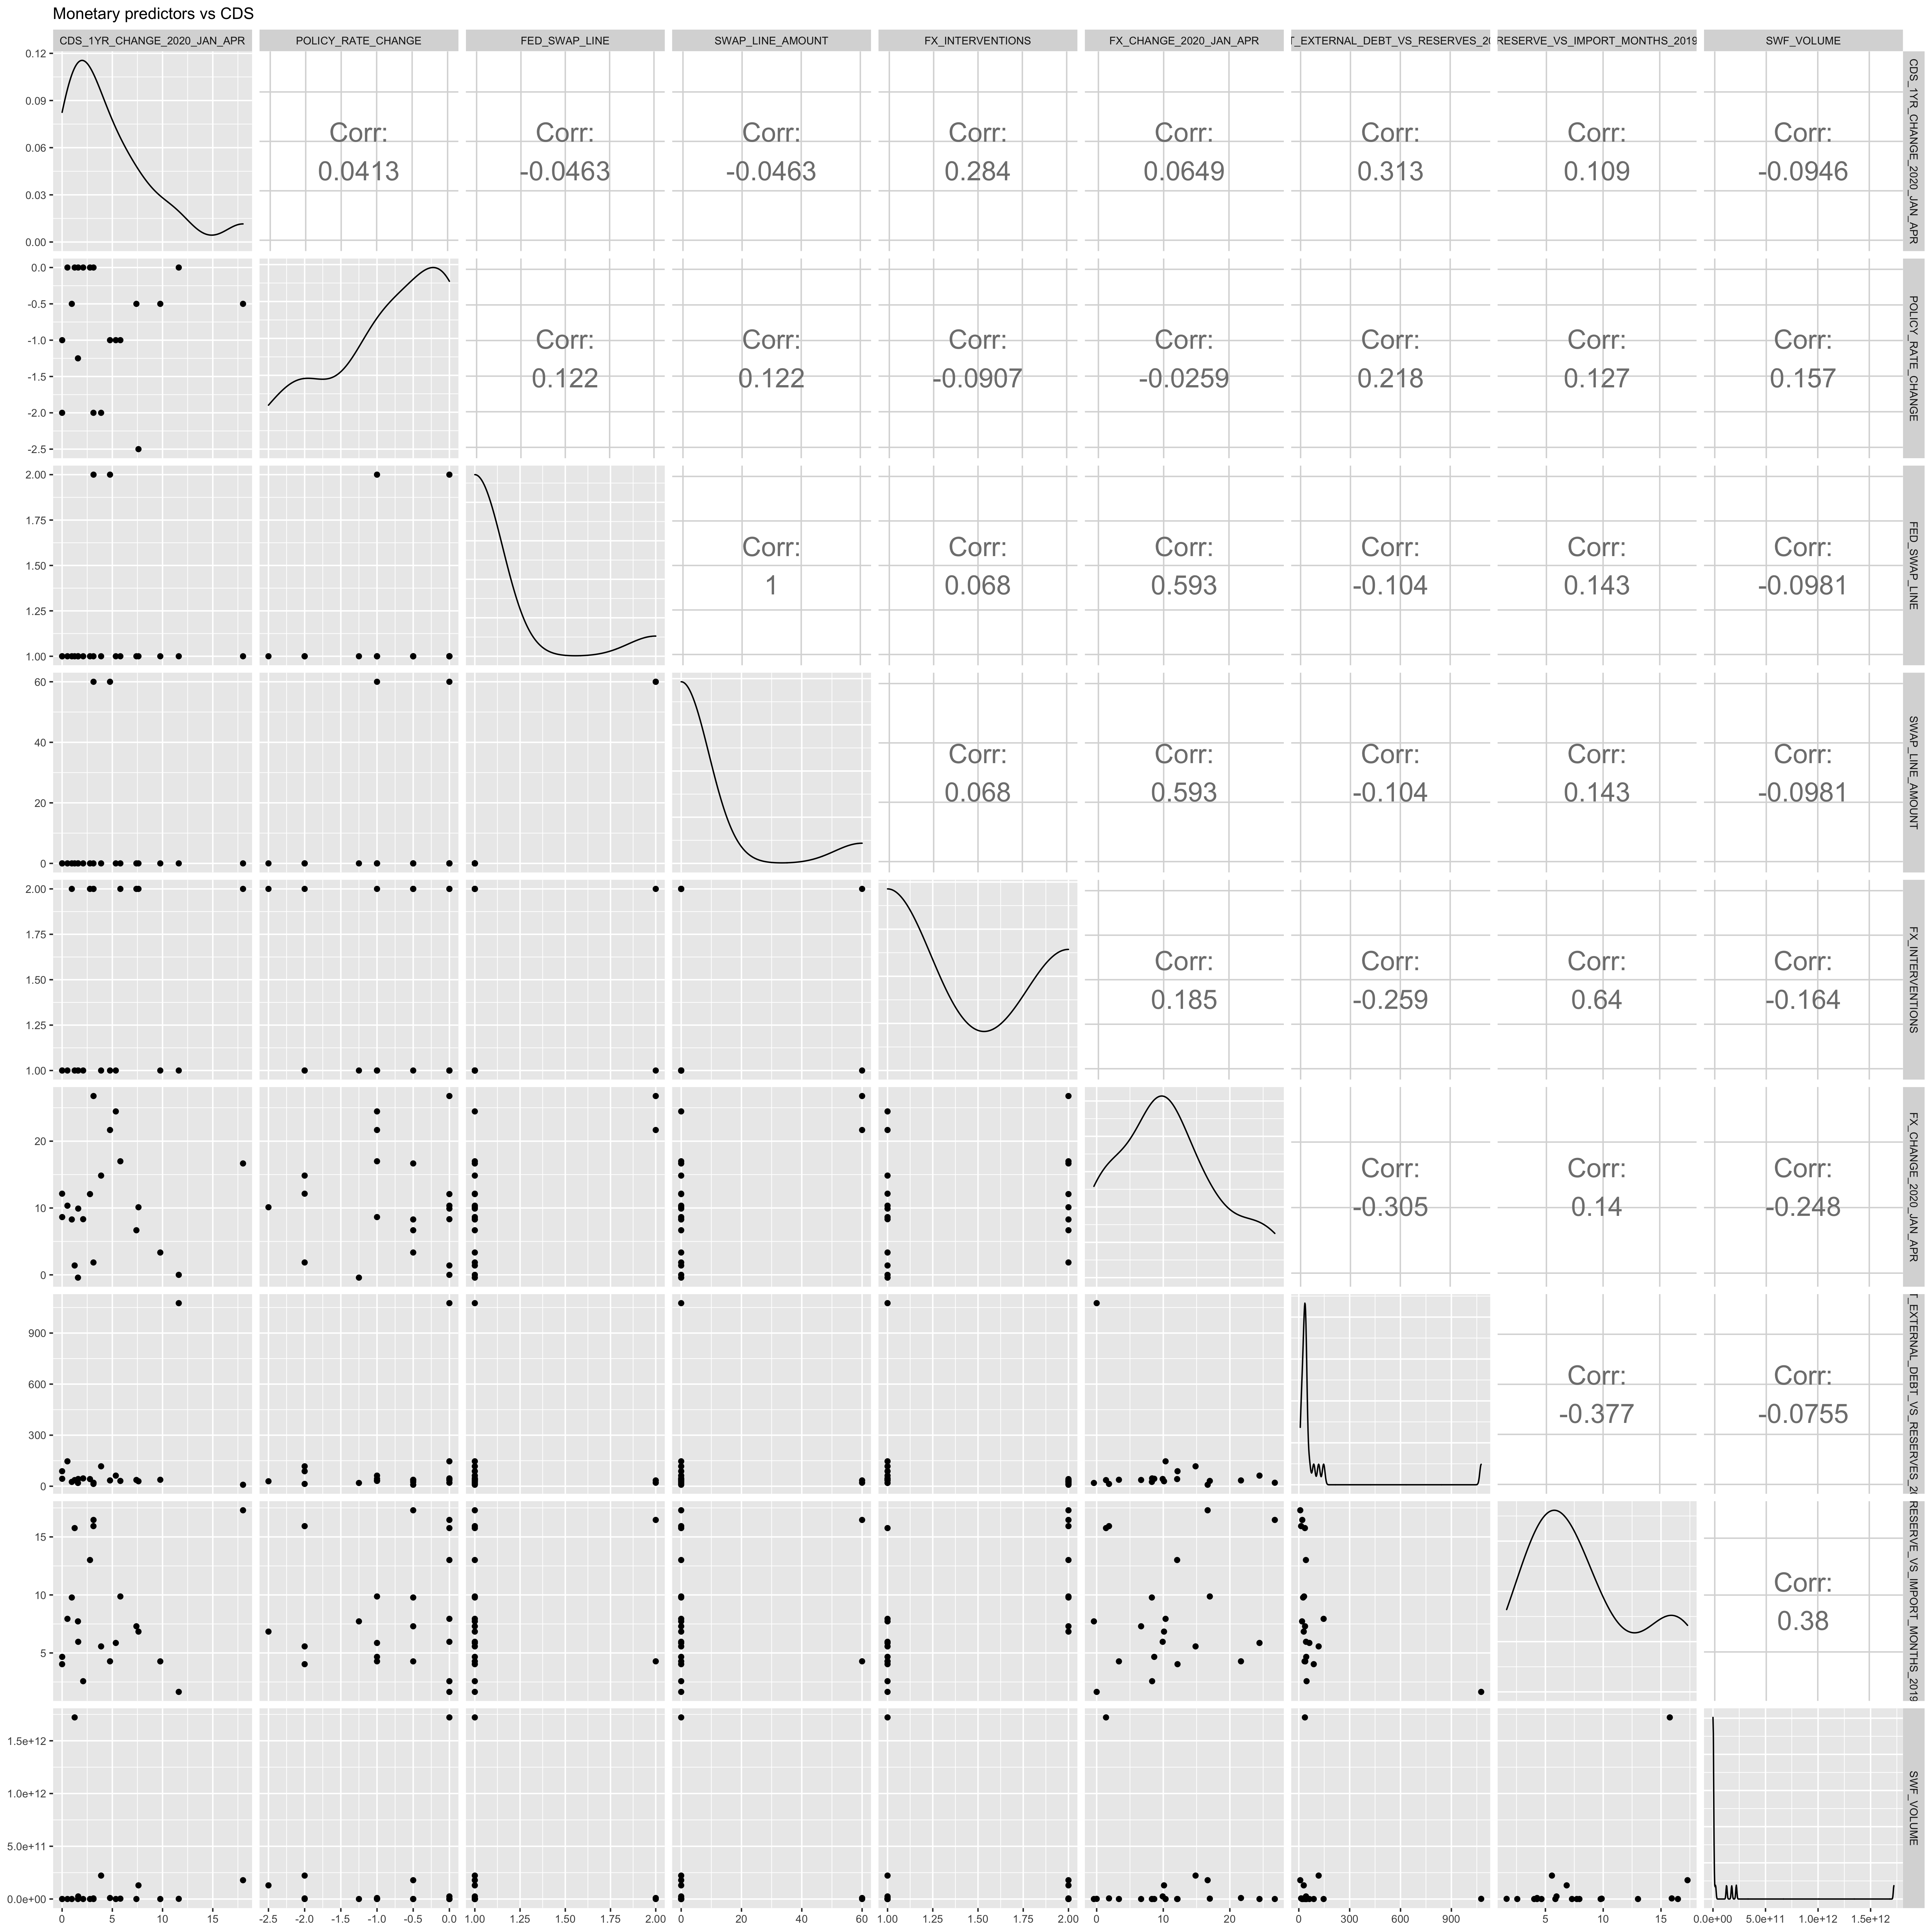 Monetary predictors vs CDS
CDS_1YR_CHANGE_2020_JAN_APR POLICY_RATE_CHANGE FED_SWAP_LINE SWAP_LINE_AMOUNT FX_INTERVENTIONS FX_CHANGE_2020_JAN_APR T_EXTERNAL_DEBT_VS_RESERVES_20 RESERVE_VS_IMPORT_MONTHS_2019 SWF_VOLUME
0.12
0.09
0.06
0.03
0.00
Corr: Corr: Corr: Corr: Corr: Corr: Corr: Corr:
0.0413 -0.0463 -0.0463 0.284 0.0649 0.313 0.109 -0.0946
CDS_1YR_CHANGE_2020_JAN_APR
0.0
-0.5
-1.0
-1.5
-2.0
-2.5
Corr: Corr: Corr: Corr: Corr: Corr: Corr:
0.122 0.122 -0.0907 -0.0259 0.218 0.127 0.157
POLICY_RATE_CHANGE
2.00
1.75
1.50
1.25
1.00
Corr: Corr: Corr: Corr: Corr: Corr:
1 0.068 0.593 -0.104 0.143 -0.0981
FED_SWAP_LINE
60
40
20
0
Corr: Corr: Corr: Corr: Corr:
0.068 0.593 -0.104 0.143 -0.0981
SWAP_LINE_AMOUNT
2.00
1.75
1.50
1.25
1.00
Corr: Corr: Corr: Corr:
0.185 -0.259 0.64 -0.164
FX_INTERVENTIONS
20
10
0
Corr: Corr: Corr:
-0.305 0.14 -0.248
FX_CHANGE_2020_JAN_APR
900
600
300
0
Corr: Corr:
-0.377 -0.0755
T_EXTERNAL_DEBT_VS_RESERVES_20
15
10
5
Corr:
0.38
RESERVE_VS_IMPORT_MONTHS_2019
1.5e+12
1.0e+12
5.0e+11
0.0e+00
SWF_VOLUME
0 5 10 15 -2.5 -2.0 -1.5 -1.0 -0.5 0.0 1.00 1.25 1.50 1.75 2.00 0 20 40 60 1.00 1.25 1.50 1.75 2.00 0 10 20 0 300 600 900 5 10 15 0.0e+00 5.0e+11 1.0e+12 1.5e+12